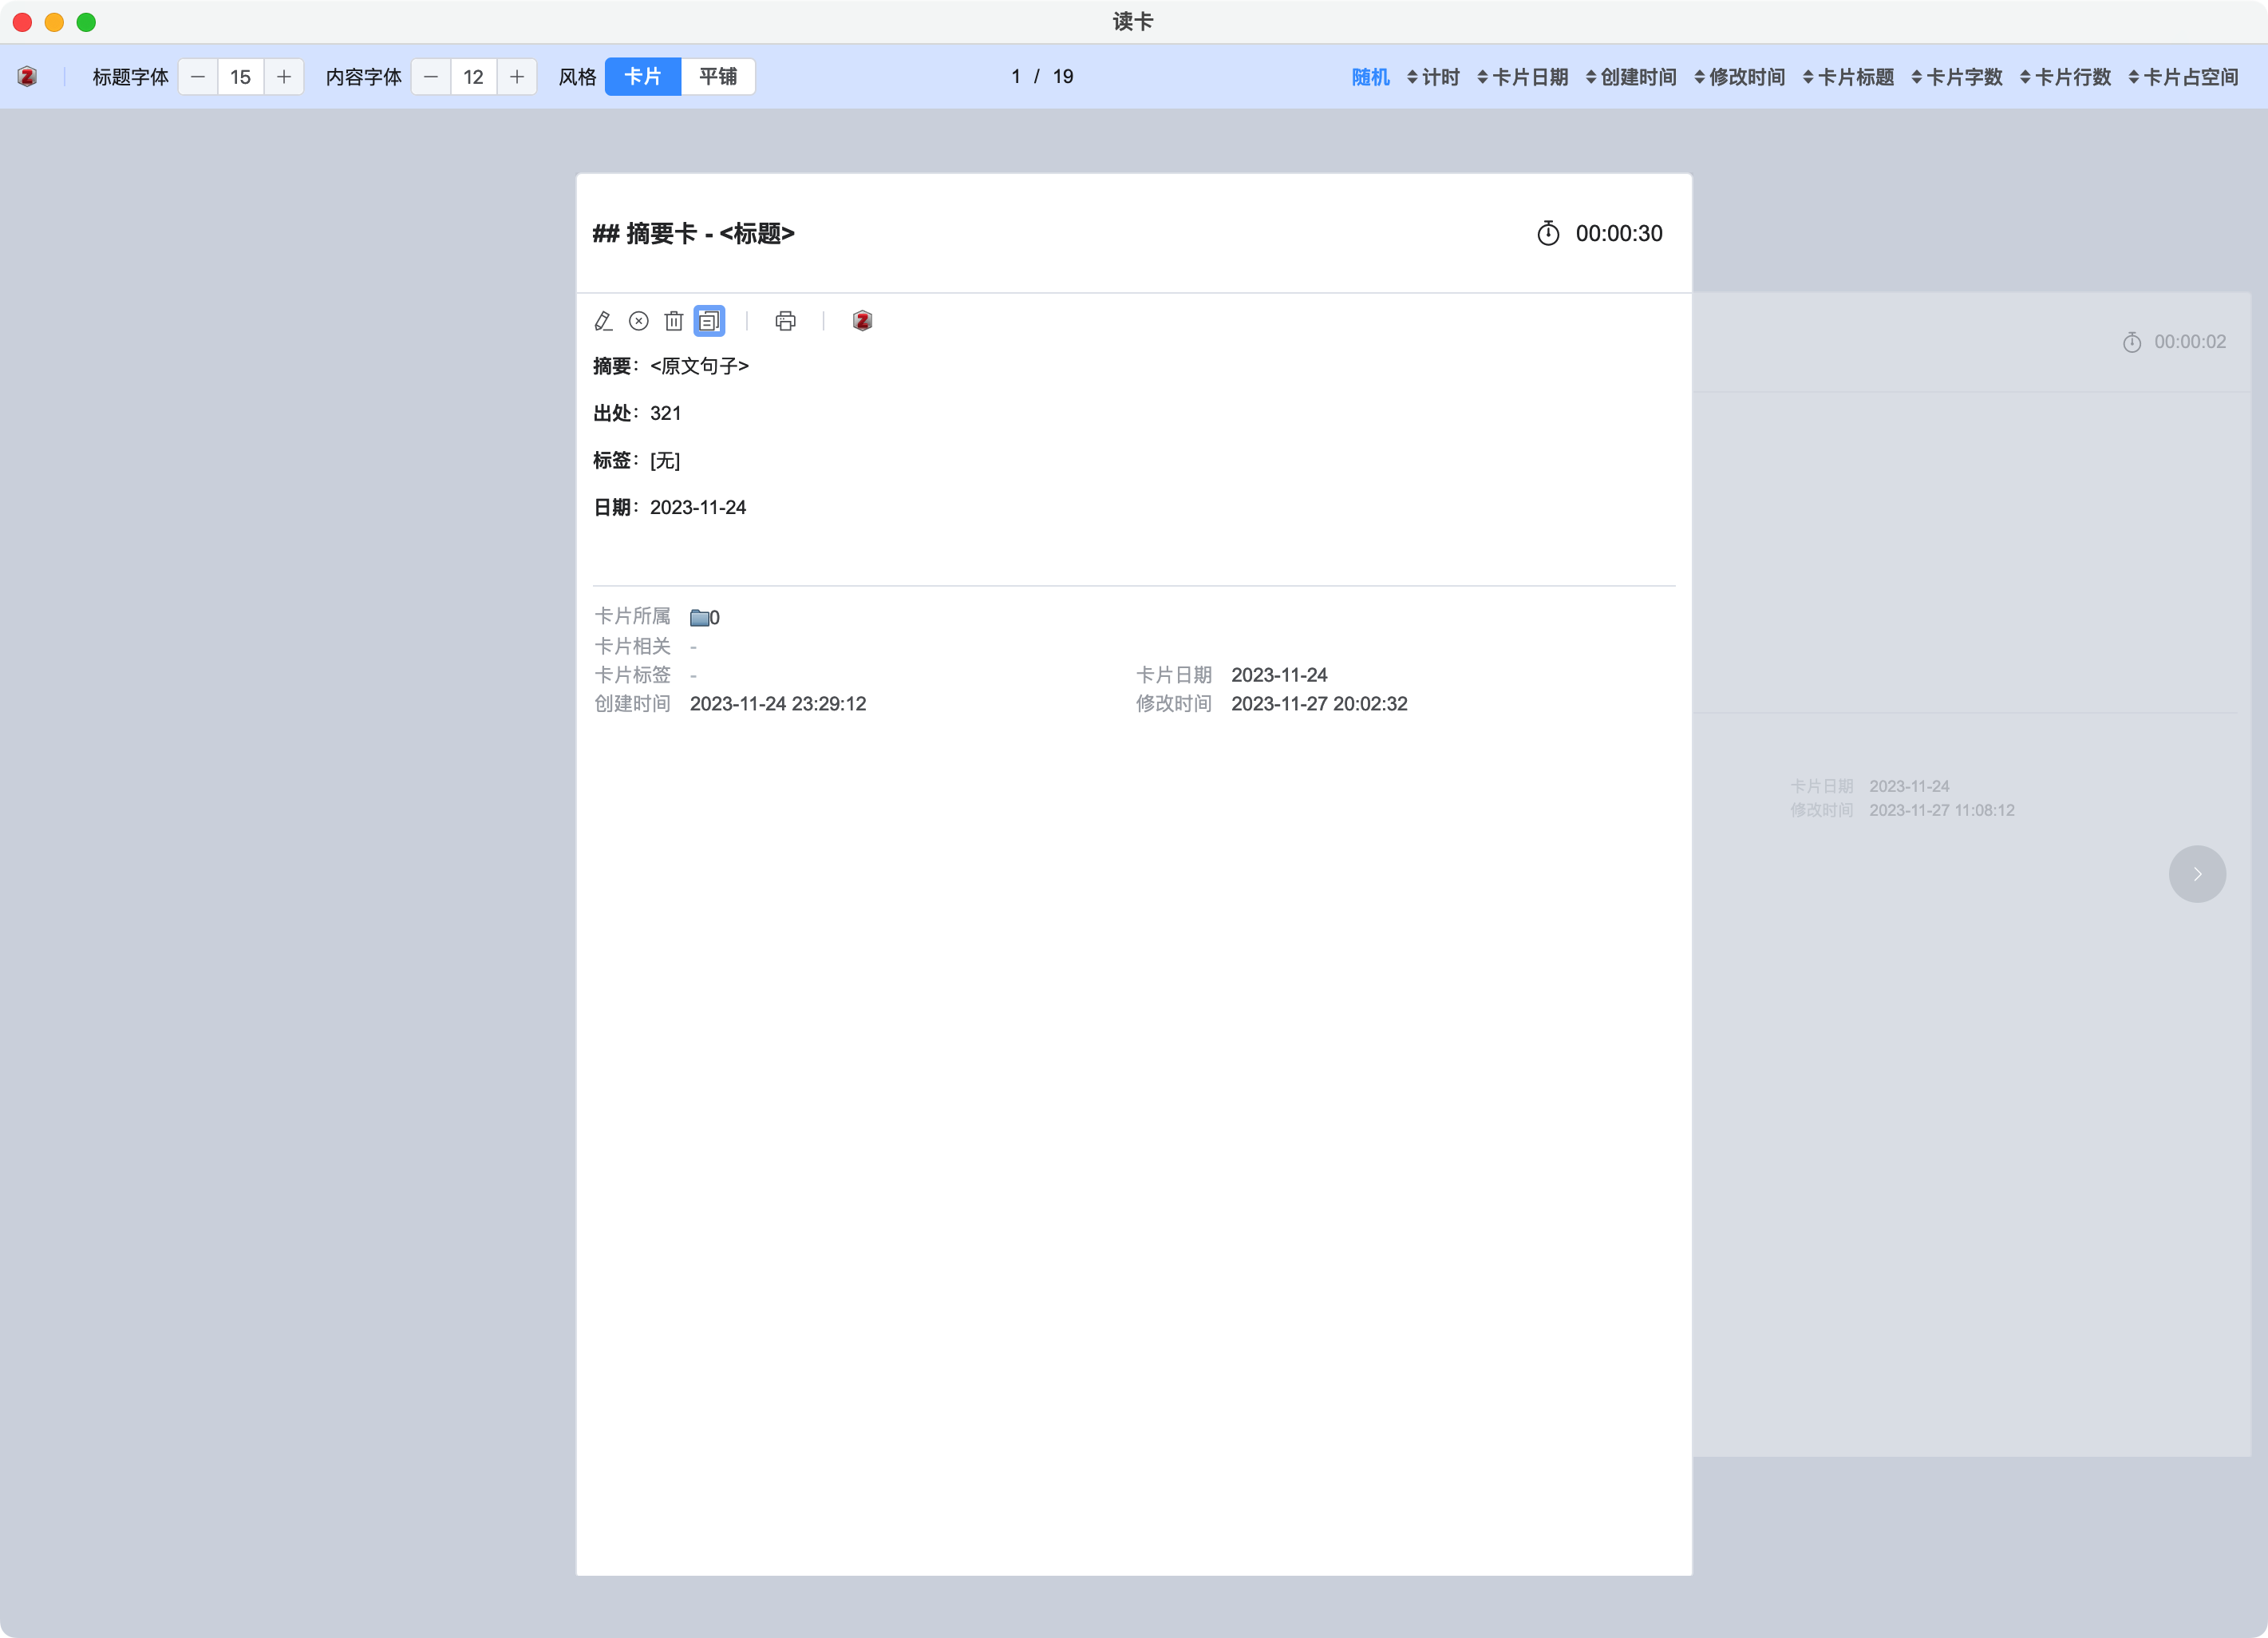 读卡
标题字体 15 内容字体 12 风格 卡片 平铺 1 / 19 随机 计时 卡片日期 创建时间 修改时间 卡片标题 卡片字数 卡片行数 卡片占空间
## 摘要卡 - <标题> 00:00:30
00:00:02
摘要：<原文句子>
出处：321
标签：[无]
日期：2023-11-24
卡片所属 0
卡片相关 -
卡片标签 - 卡片日期 2023-11-24
创建时间 2023-11-24 23:29:12 修改时间 2023-11-27 20:02:32
卡片日期 2023-11-24
修改时间 2023-11-27 11:08:12